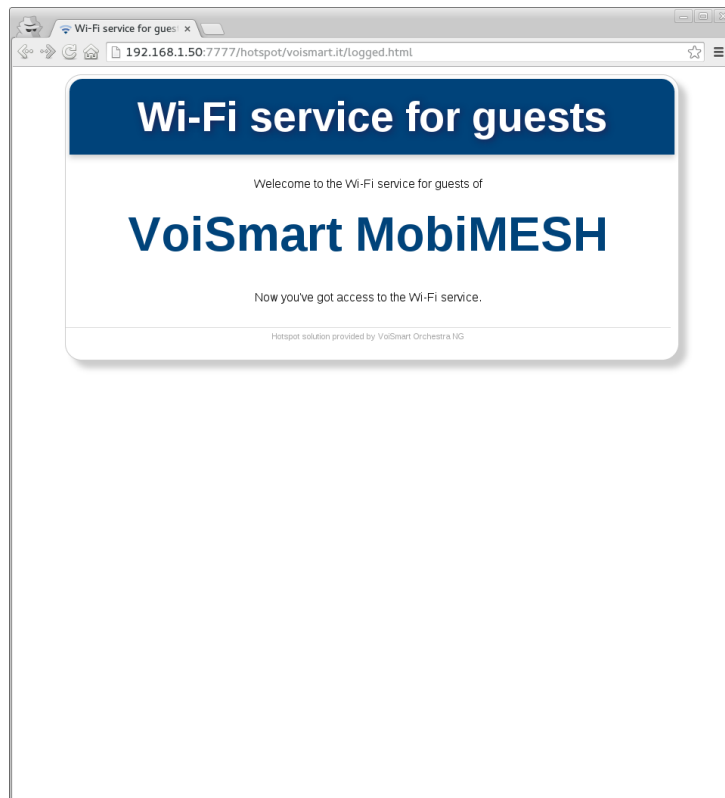 Wi-Fi service for gues
192.168.1.50:7777/hotspot/voismart.it/logged.html
Wi-Fi service for guests
Welecome to the Wi-Fi service for guests of
VoiSmart MobiMESH
Now you've got access to the Wi-Fi service.
Hotspot solution provided by VoiSmart Orchestra NG